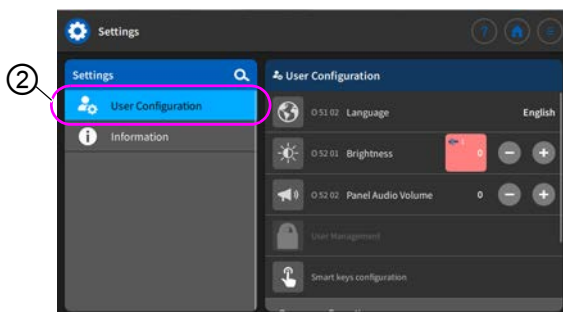 Settings
?
2
Settings
User Configuration
Information
User Configuration
O 51 02 Language English
O 52 01 Brightness 0 − +
O 52 02 Panel Audio Volume 0 − +
User Management
Smart keys configuration